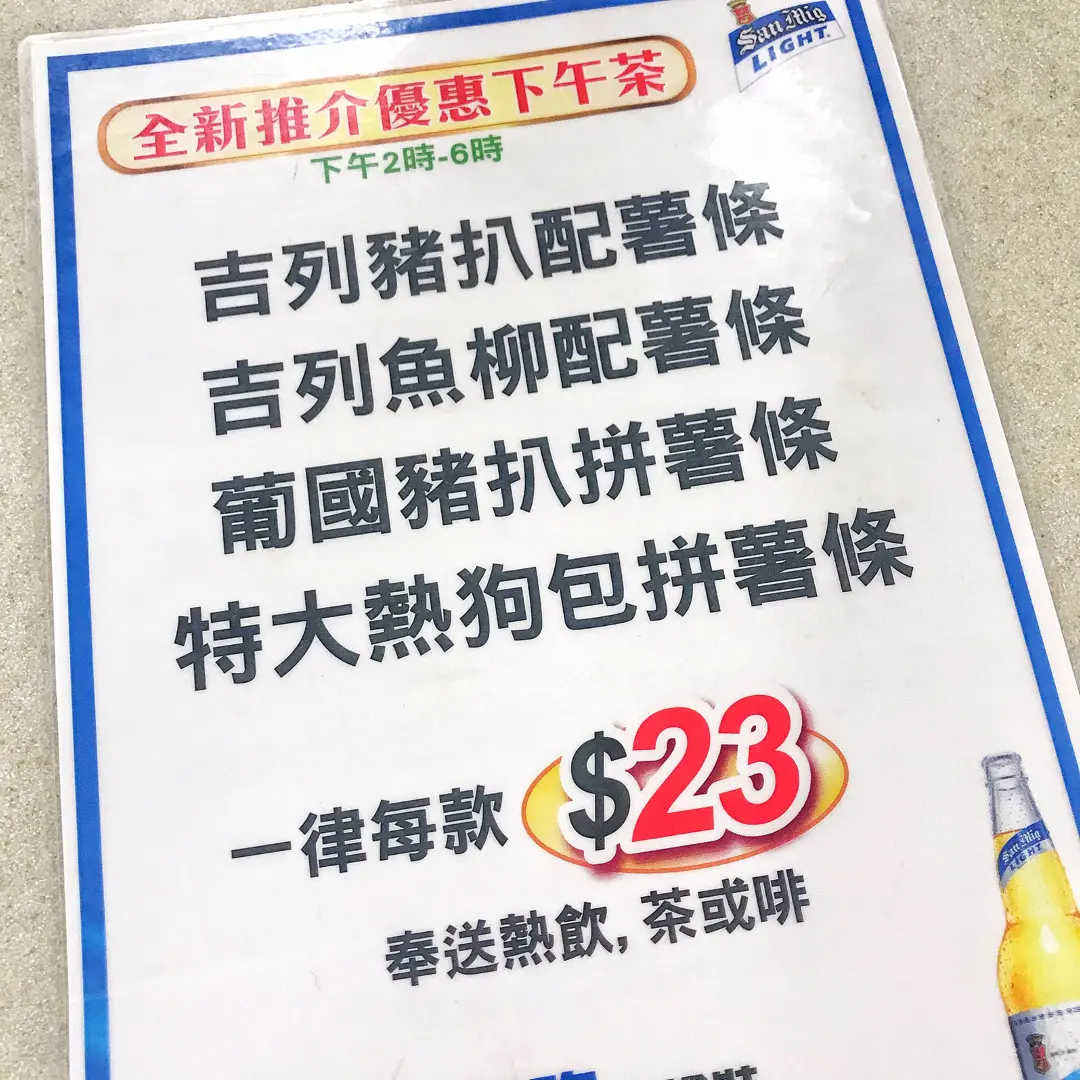 San Mig
LIGHT
全新推介優惠下午茶
下午2時-6時
吉列豬扒配薯條
吉列魚柳配薯條
葡國豬扒拼薯條
特大熱狗包拼薯條
一律每款 $23
奉送熱飲, 茶或啡
San Mig
LIGHT